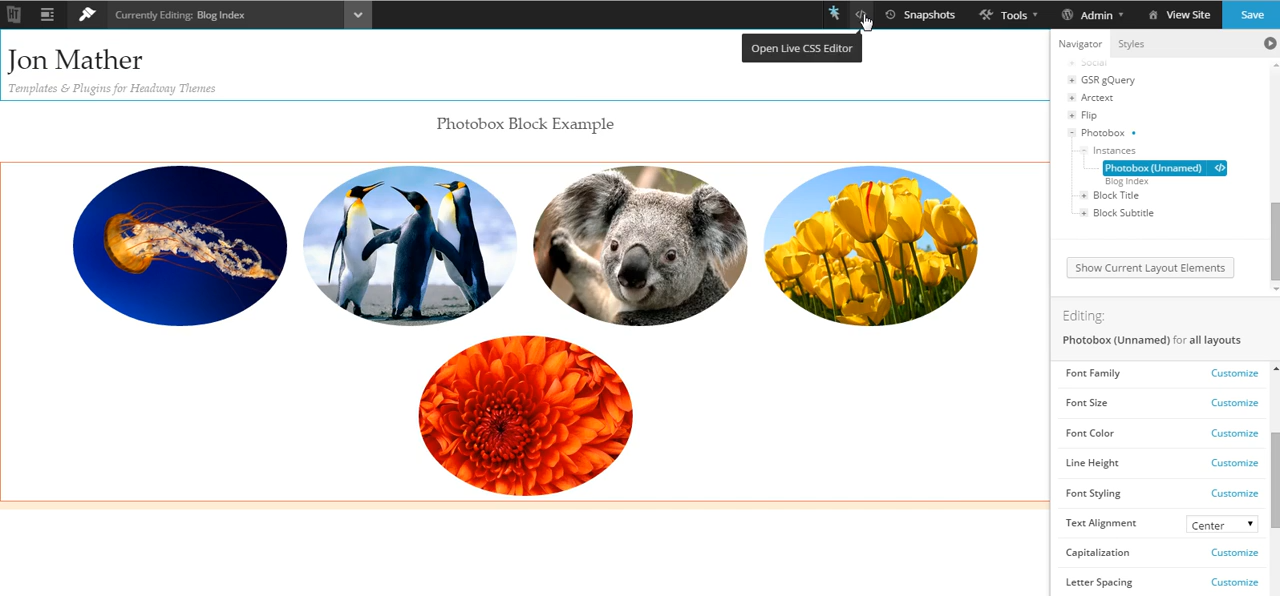 Currently Editing: Blog Index
Snapshots
Tools
Admin
View Site
Save
Open Live CSS Editor
Jon Mather
Templates & Plugins for Headway Themes
Photobox Block Example
Navigator
Styles
Social
GSR gQuery
Arctext
Flip
Photobox
Instances
Photobox (Unnamed) </>
Blog Index
Block Title
Block Subtitle
Show Current Layout Elements
Editing:
Photobox (Unnamed) for all layouts
Font Family Customize
Font Size Customize
Font Color Customize
Line Height Customize
Font Styling Customize
Text Alignment Center
Capitalization Customize
Letter Spacing Customize